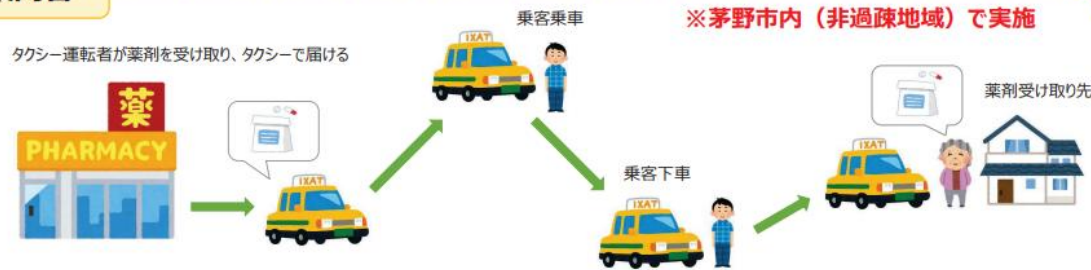 ※茅野市内（非過疎地域）で実施
乗客乗車
タクシー運転者が薬剤を受け取り、タクシーで届ける
薬
PHARMACY
TAXI
TAXI
薬剤受け取り先
TAXI
乗客下車
TAXI